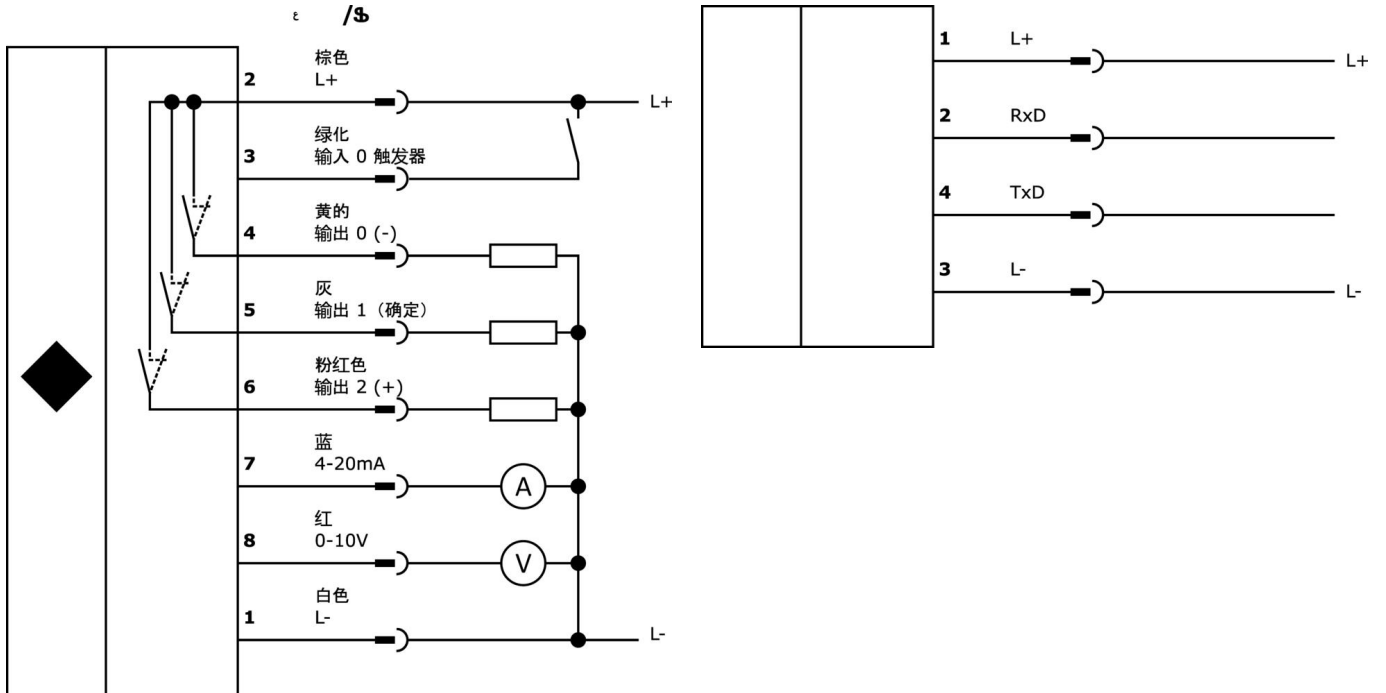 棕色
2 L+
L+
绿化
3 输入 0 触发器
黄的
4 输出 0 (-)
灰
5 输出 1（确定）
粉红色
6 输出 2 (+)
蓝
7 4-20mA
A
红
8 0-10V
V
白色
1 L-
L-
1 L+
L+
2 RxD
4 TxD
3 L-
L-